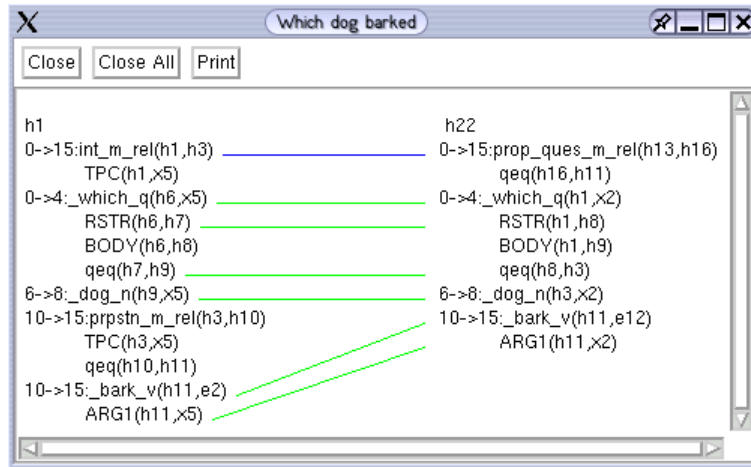 Which dog barked
Close Close All Print
h1
0->15:int_m_rel(h1,h3)
TPC(h1,x5)
0->4:_which_q(h6,x5)
RSTR(h6,h7)
BODY(h6,h8)
qeq(h7,h9)
6->8:_dog_n(h9,x5)
10->15:prpstn_m_rel(h3,h10)
TPC(h3,x5)
qeq(h10,h11)
10->15:_bark_v(h11,e2)
ARG1(h11,x5)
h22
0->15:prop_ques_m_rel(h13,h16)
qeq(h16,h11)
0->4:_which_q(h1,x2)
RSTR(h1,h8)
BODY(h1,h9)
qeq(h8,h3)
6->8:_dog_n(h3,x2)
10->15:_bark_v(h11,e12)
ARG1(h11,x2)